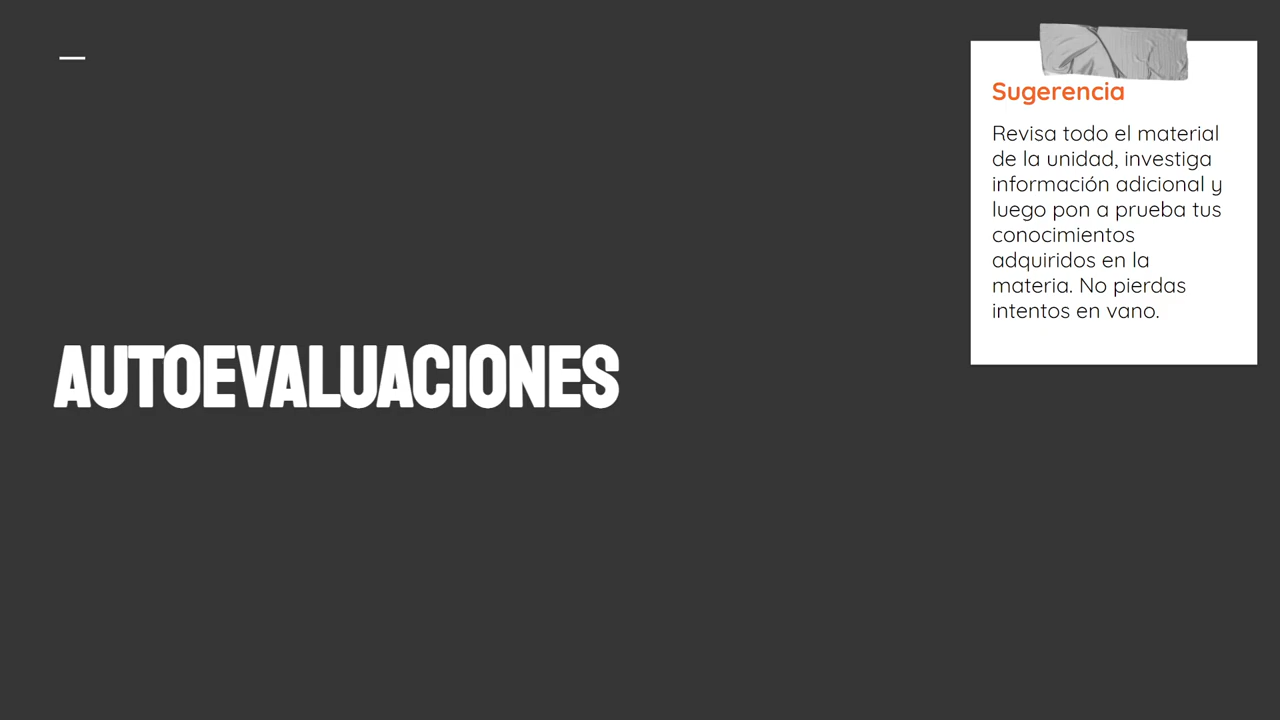 AUTOEVALUACIONES
Sugerencia
Revisa todo el material
de la unidad, investiga
información adicional y
luego pon a prueba tus
conocimientos
adquiridos en la
materia. No pierdas
intentos en vano.